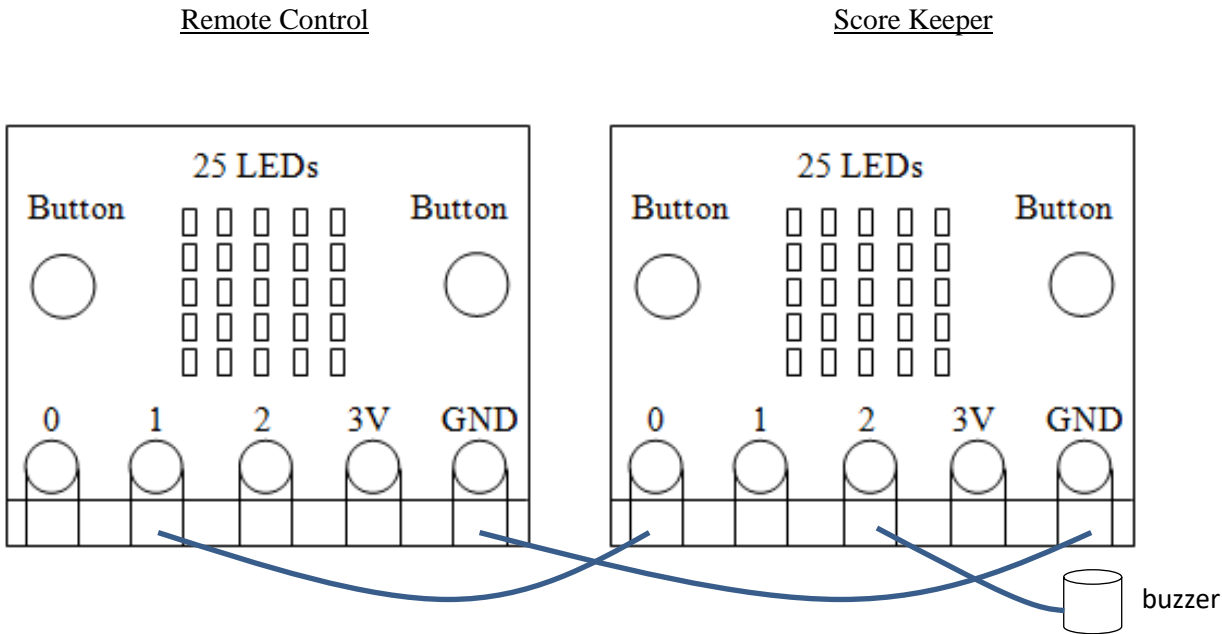 Remote Control Score Keeper
25 LEDs 25 LEDs
Button Button Button Button
0 1 2 3V GND 0 1 2 3V GND
buzzer